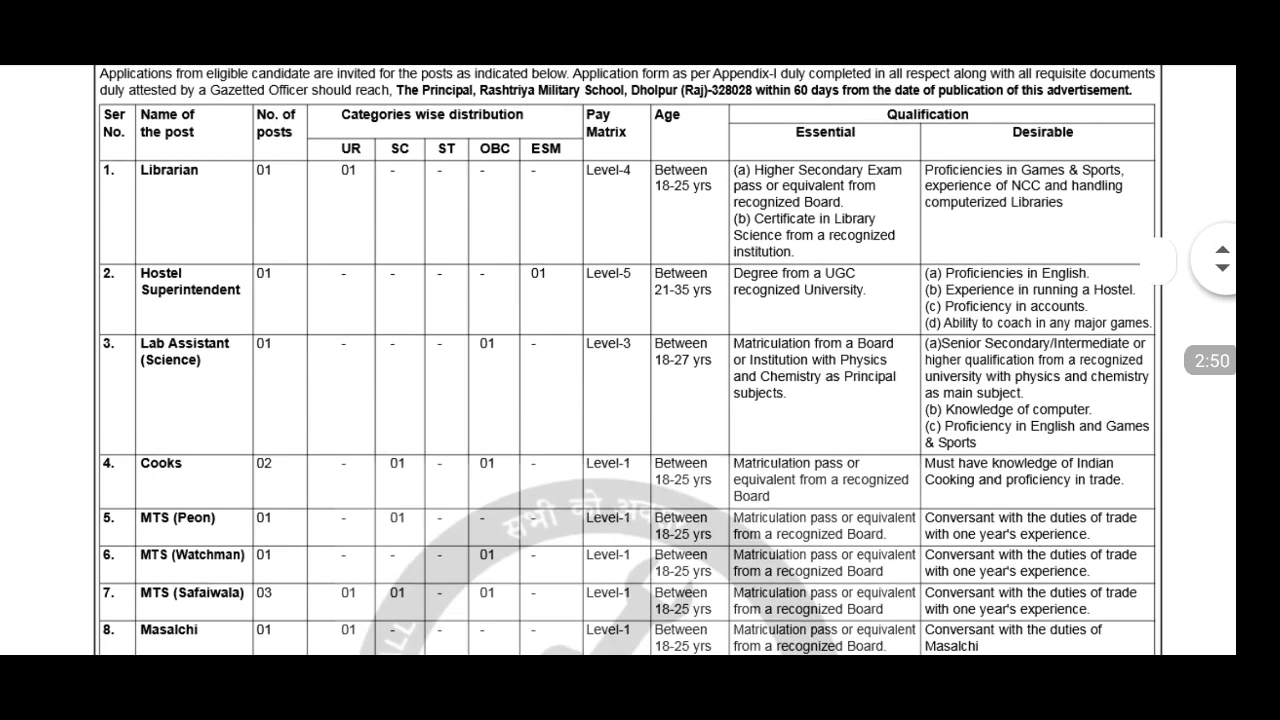 Applications from eligible candidate are invited for the posts as indicated below. Application form as per Appendix-I duly completed in all respect along with all requisite documents
duly attested by a Gazetted Officer should reach, The Principal, Rashtriya Military School, Dholpur (Raj)-328028 within 60 days from the date of publication of this advertisement.
Ser No. Name of the post No. of posts Categories wise distribution Pay Matrix Age Qualification
UR SC ST OBC ESM Essential Desirable
1. Librarian 01 01 - - - - Level-4 Between 18-25 yrs
(a) Higher Secondary Exam
pass or equivalent from
recognized Board.
(b) Certificate in Library
Science from a recognized
institution.
Proficiencies in Games & Sports,
experience of NCC and handling
computerized Libraries
2. Hostel Superintendent 01 - - - - 01 Level-5 Between 21-35 yrs
Degree from a UGC
recognized University.
(a) Proficiencies in English.
(b) Experience in running a Hostel.
(c) Proficiency in accounts.
(d) Ability to coach in any major games.
3. Lab Assistant (Science) 01 - - - 01 - Level-3 Between 18-27 yrs
Matriculation from a Board
or Institution with Physics
and Chemistry as Principal
subjects.
(a)Senior Secondary/Intermediate or
higher qualification from a recognized
university with physics and chemistry
as main subject.
(b) Knowledge of computer.
(c) Proficiency in English and Games
& Sports
4. Cooks 02 - 01 - 01 - Level-1 Between 18-25 yrs
Matriculation pass or
equivalent from a recognized
Board
Must have knowledge of Indian
Cooking and proficiency in trade.
5. MTS (Peon) 01 - 01 - - - Level-1 Between 18-25 yrs
Matriculation pass or equivalent
from a recognized Board.
Conversant with the duties of trade
with one year's experience.
6. MTS (Watchman) 01 - - - 01 - Level-1 Between 18-25 yrs
Matriculation pass or equivalent
from a recognized Board
Conversant with the duties of trade
with one year's experience.
7. MTS (Safaiwala) 03 01 01 - 01 - Level-1 Between 18-25 yrs
Matriculation pass or equivalent
from a recognized Board
Conversant with the duties of trade
with one year's experience.
8. Masalchi 01 01 - - - - Level-1 Between 18-25 yrs
Matriculation pass or equivalent
from a recognized Board.
Conversant with the duties of
Masalchi
2:50
सभी को